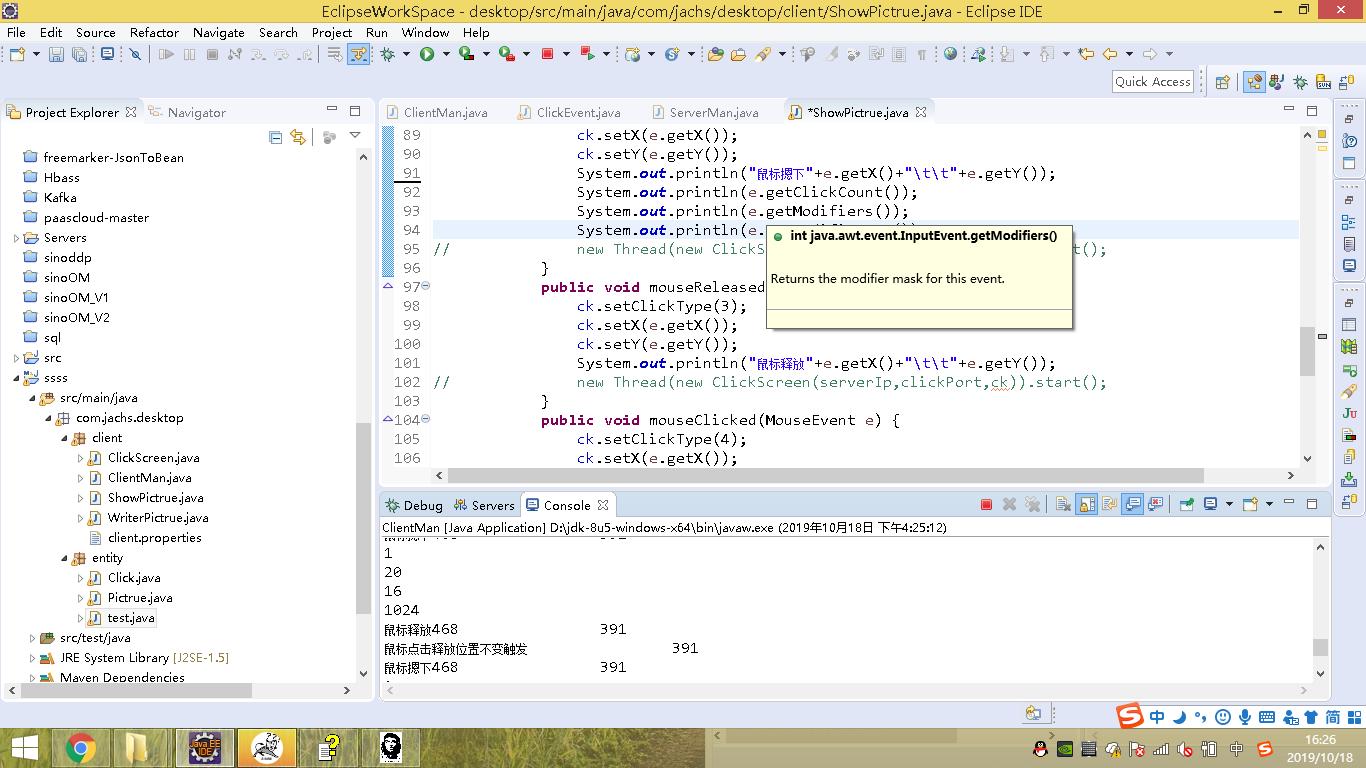 EclipseWorkSpace - desktop/src/main/java/com/jachs/desktop/client/ShowPictrue.java - Eclipse IDE
File Edit Source Refactor Navigate Search Project Run Window Help
Quick Access
Project Explorer Navigator
freemarker-JsonToBean
Hbass
Kafka
paascloud-master
Servers
sinoddp
sinoOM
sinoOM_V1
sinoOM_V2
sql
src
ssss
src/main/java
com.jachs.desktop
client
ClickScreen.java
ClientMan.java
ShowPictrue.java
WriterPictrue.java
client.properties
entity
Click.java
Pictrue.java
test.java
src/test/java
JRE System Library [J2SE-1.5]
Maven Dependencies
ClientMan.java ClickEvent.java ServerMan.java *ShowPictrue.java
89 ck.setX(e.getX());
90 ck.setY(e.getY());
91 System.out.println("鼠标摁下"+e.getX()+"\t\t"+e.getY());
92 System.out.println(e.getClickCount());
93 System.out.println(e.getModifiers());
94 System.out.println(e.
95 // new Thread(new ClickS t();
96 }
97 public void mouseReleased
98 ck.setClickType(3);
99 ck.setX(e.getX());
100 ck.setY(e.getY());
101 System.out.println("鼠标释放"+e.getX()+"\t\t"+e.getY());
102 // new Thread(new ClickScreen(serverIp,clickPort,ck)).start();
103 }
104 public void mouseClicked(MouseEvent e) {
105 ck.setClickType(4);
106 ck.setX(e.getX());
int java.awt.event.InputEvent.getModifiers()
Returns the modifier mask for this event.
Debug Servers Console
ClientMan [Java Application] D:\jdk-8u5-windows-x64\bin\javaw.exe (2019年10月18日 下午4:25:12)
1
20
16
1024
鼠标释放468 391
鼠标点击释放位置不变触发 391
鼠标摁下468 391
中 简
Java EE
IDE
中
16:26
2019/10/18